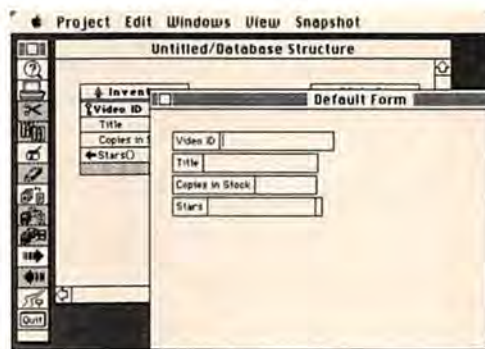 Project Edit Windows View Snapshot
Untitled/Database Structure
Invent
Video ID
Title
Copies in S
Stars()
Default Form
Video ID
Title
Copies in Stock
Stars
Quit